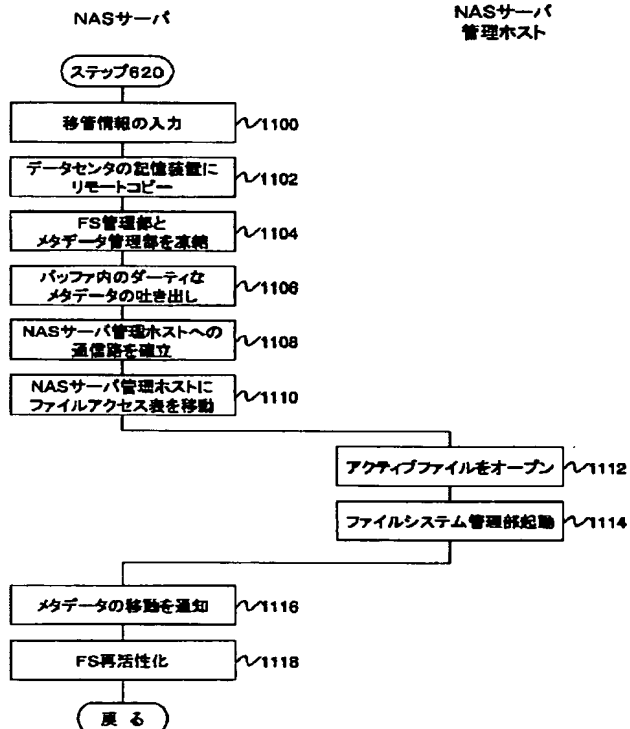 NASサーバ
NASサーバ
管理ホスト
ステップ620
移管情報の入力
1100
データセンタの記憶装置に
リモートコピー
1102
FS管理部と
メタデータ管理部を凍結
1104
バッファ内のダーティな
メタデータの吐き出し
1106
NASサーバ管理ホストへの
通信路を確立
1108
NASサーバ管理ホストに
ファイルアクセス表を移動
1110
アクティブファイルをオープン
1112
ファイルシステム管理部起動
1114
メタデータの移動を通知
1116
FS再活性化
1118
戻る